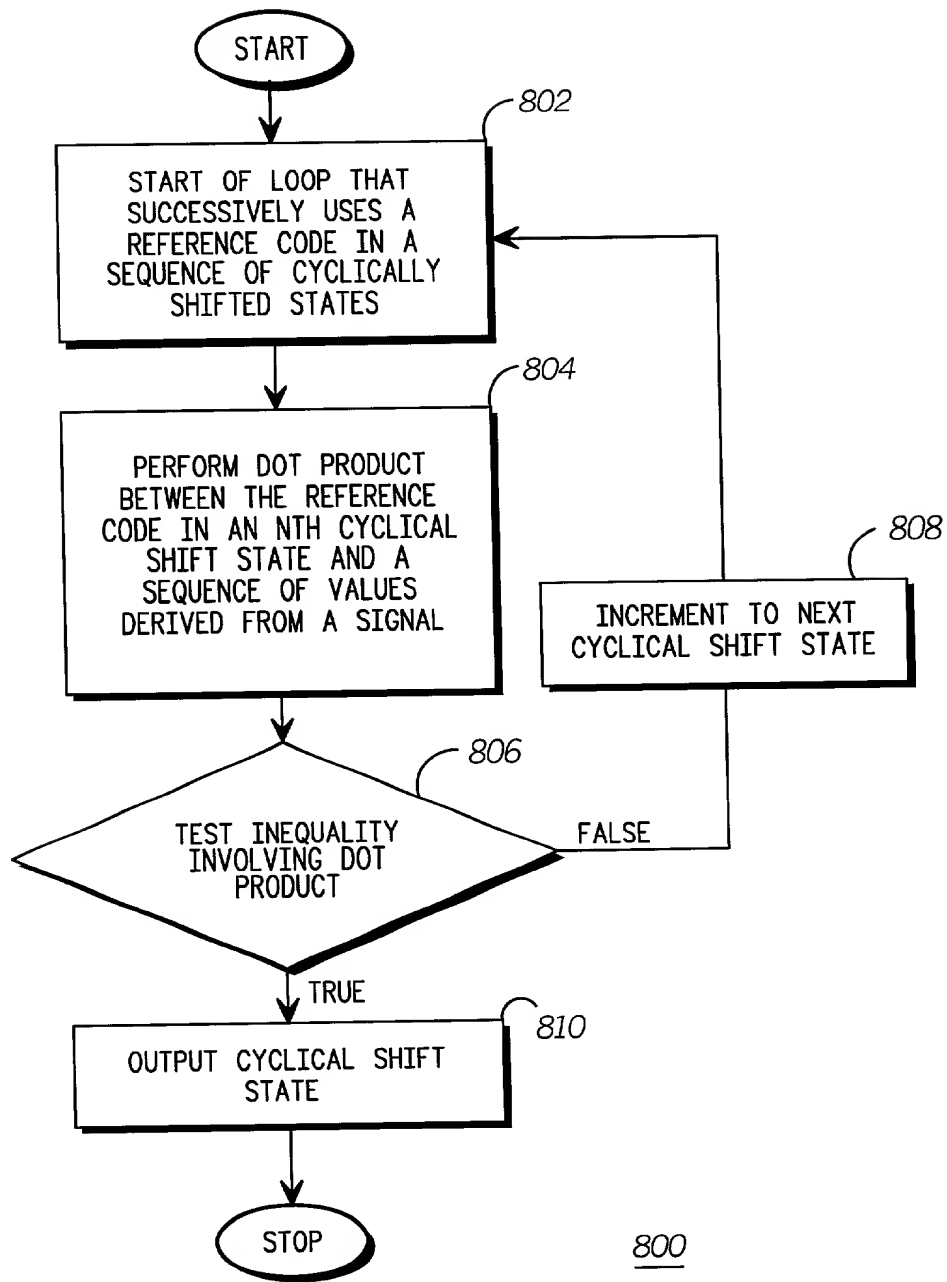 START
802
START OF LOOP THAT
SUCCESSIVELY USES A
REFERENCE CODE IN A
SEQUENCE OF CYCLICALLY
SHIFTED STATES
804
PERFORM DOT PRODUCT
BETWEEN THE REFERENCE
CODE IN AN NTH CYCLICAL
SHIFT STATE AND A
SEQUENCE OF VALUES
DERIVED FROM A SIGNAL
808
INCREMENT TO NEXT
CYCLICAL SHIFT STATE
806
TEST INEQUALITY
INVOLVING DOT
PRODUCT
FALSE
TRUE
810
OUTPUT CYCLICAL SHIFT
STATE
STOP
800